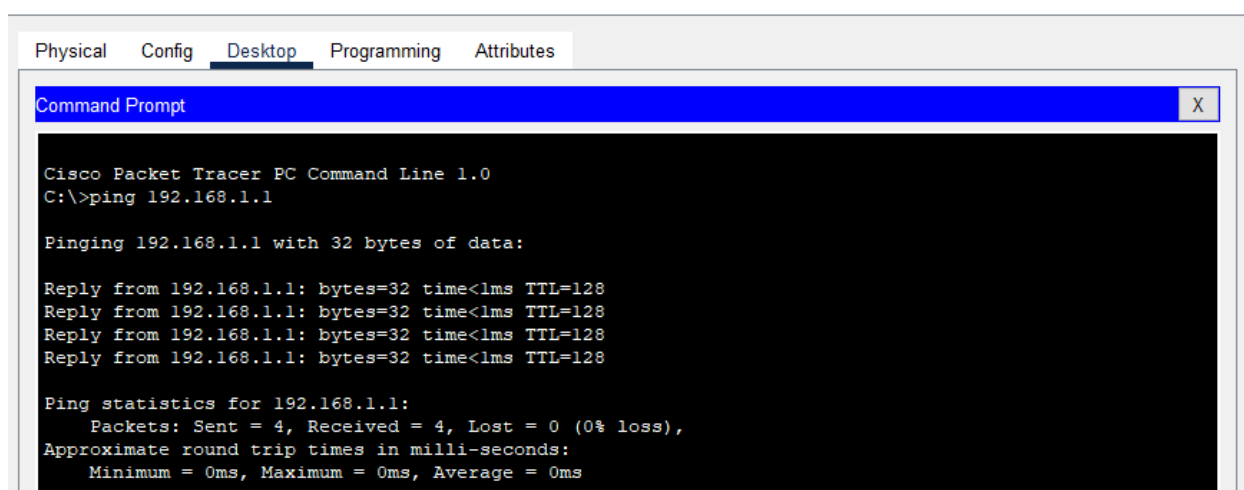 Physical Config Desktop Programming Attributes
Command Prompt X
Cisco Packet Tracer PC Command Line 1.0
C:\>ping 192.168.1.1
Pinging 192.168.1.1 with 32 bytes of data:
Reply from 192.168.1.1: bytes=32 time<1ms TTL=128
Reply from 192.168.1.1: bytes=32 time<1ms TTL=128
Reply from 192.168.1.1: bytes=32 time<1ms TTL=128
Reply from 192.168.1.1: bytes=32 time<1ms TTL=128
Ping statistics for 192.168.1.1:
Packets: Sent = 4, Received = 4, Lost = 0 (0% loss),
Approximate round trip times in milli-seconds:
Minimum = 0ms, Maximum = 0ms, Average = 0ms